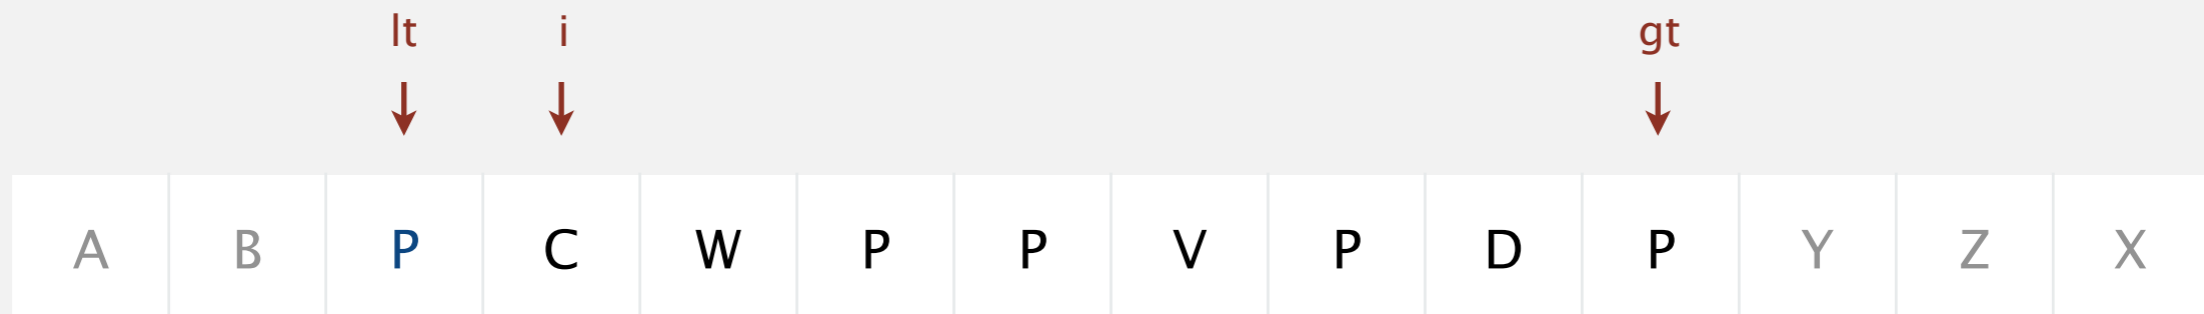 lt i gt
A B P C W P P V P D P Y Z X